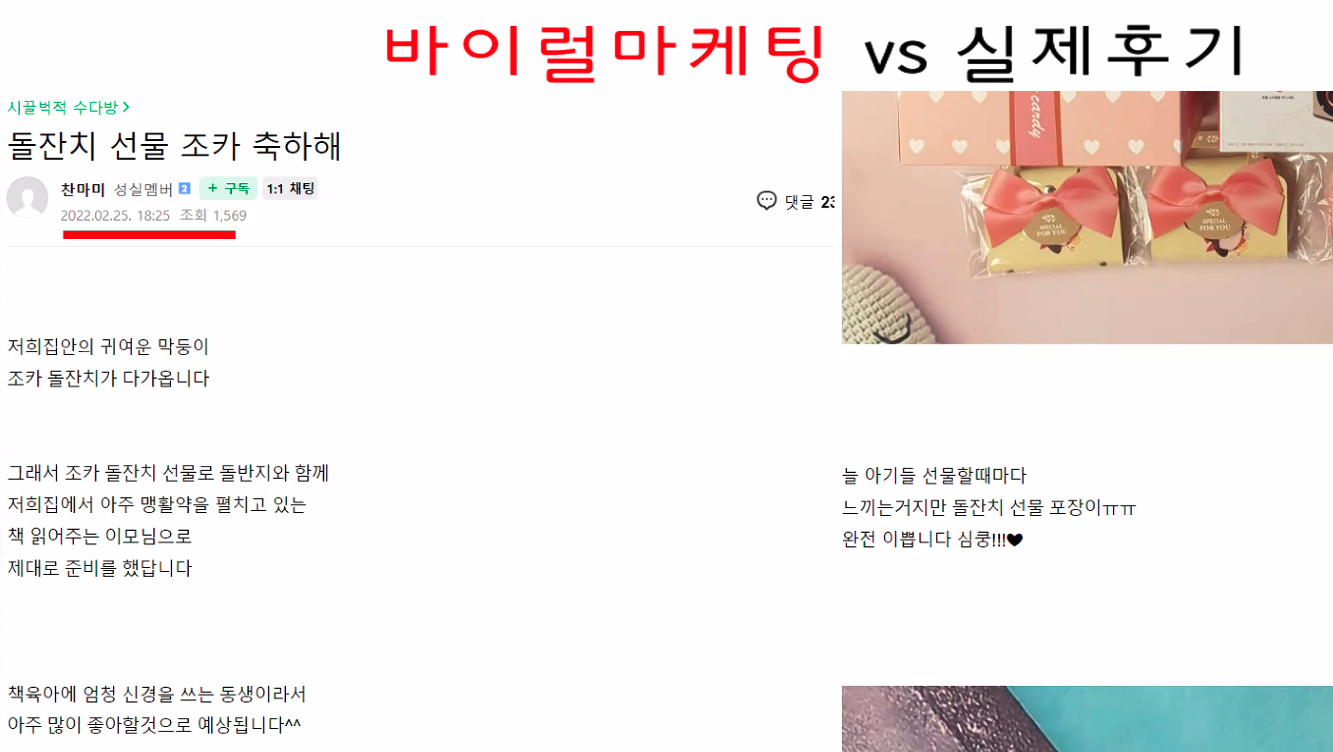 바이럴마케팅 vs 실제후기
시끌벅적 수다방
돌잔치 선물 조카 축하해
찬마미 성실멤버 2 + 구독 1:1 채팅
2022.02.25. 18:25 조회 1,569
댓글 23
저희집안의 귀여운 막둥이
조카 돌잔치가 다가옵니다
그래서 조카 돌잔치 선물로 돌반지와 함께
저희집에서 아주 맹활약을 펼치고 있는
책 읽어주는 이모님으로
제대로 준비를 했답니다
책육아에 엄청 신경을 쓰는 동생이라서
아주 많이 좋아할것으로 예상됩니다^^
candy
SPECIAL
FOR YOU
SPECIAL
FOR YOU
늘 아기들 선물할때마다
느끼는거지만 돌잔치 선물 포장이ㅠㅠ
완전 이쁩니다 심쿵!!!♥